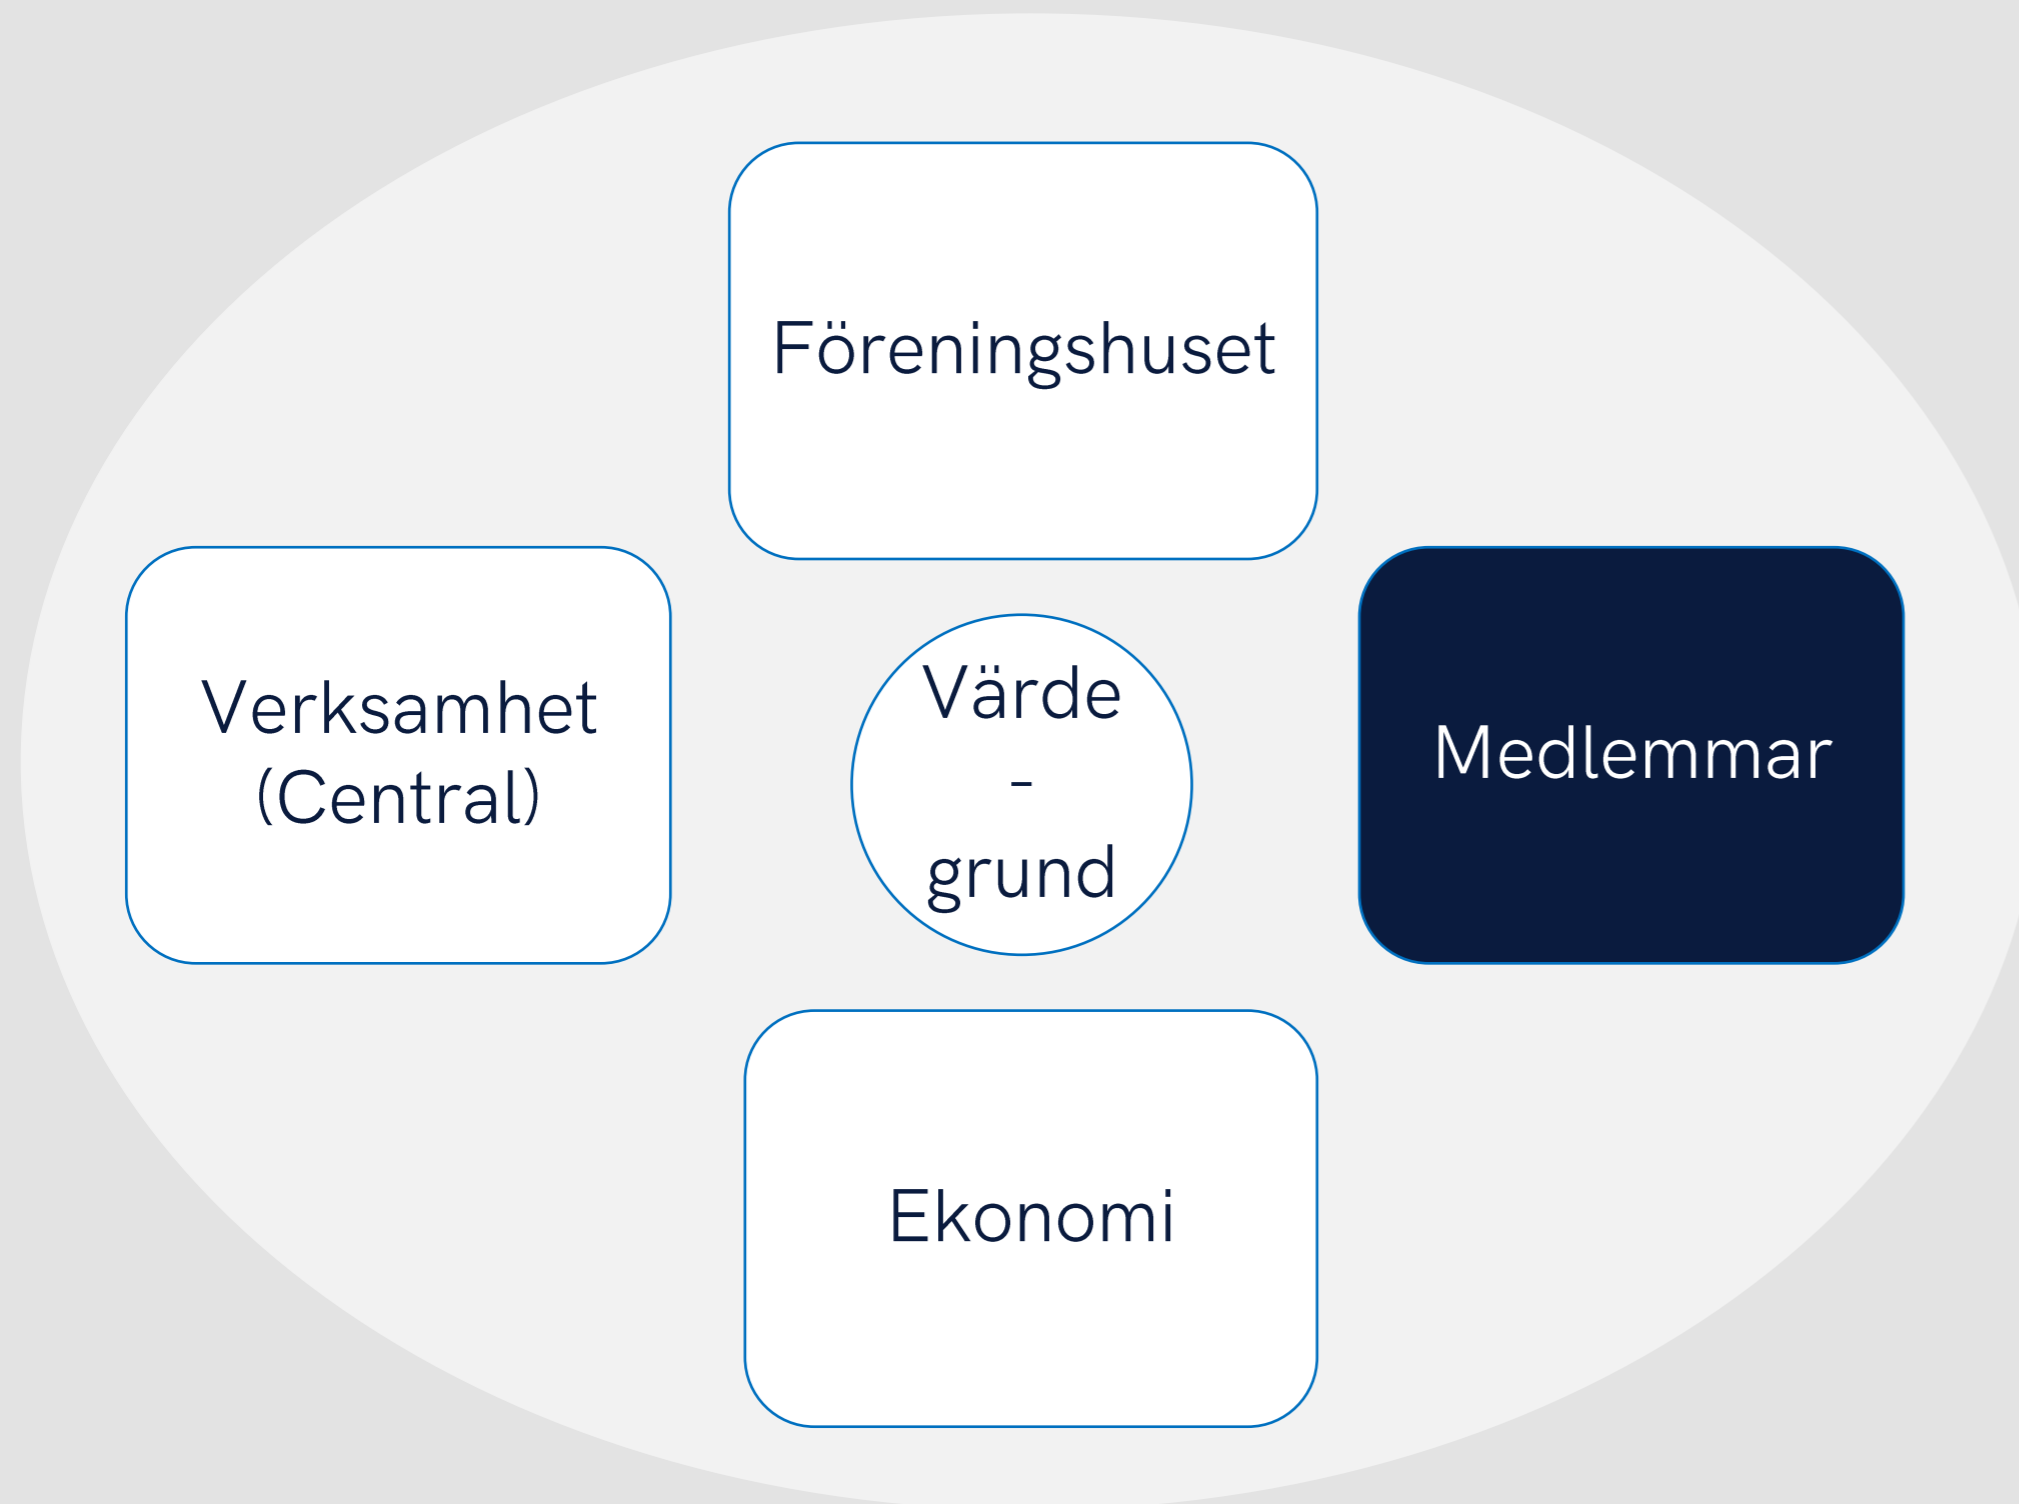 Föreningshuset
Verksamhet
(Central)
Värde
-
grund
Medlemmar
Ekonomi